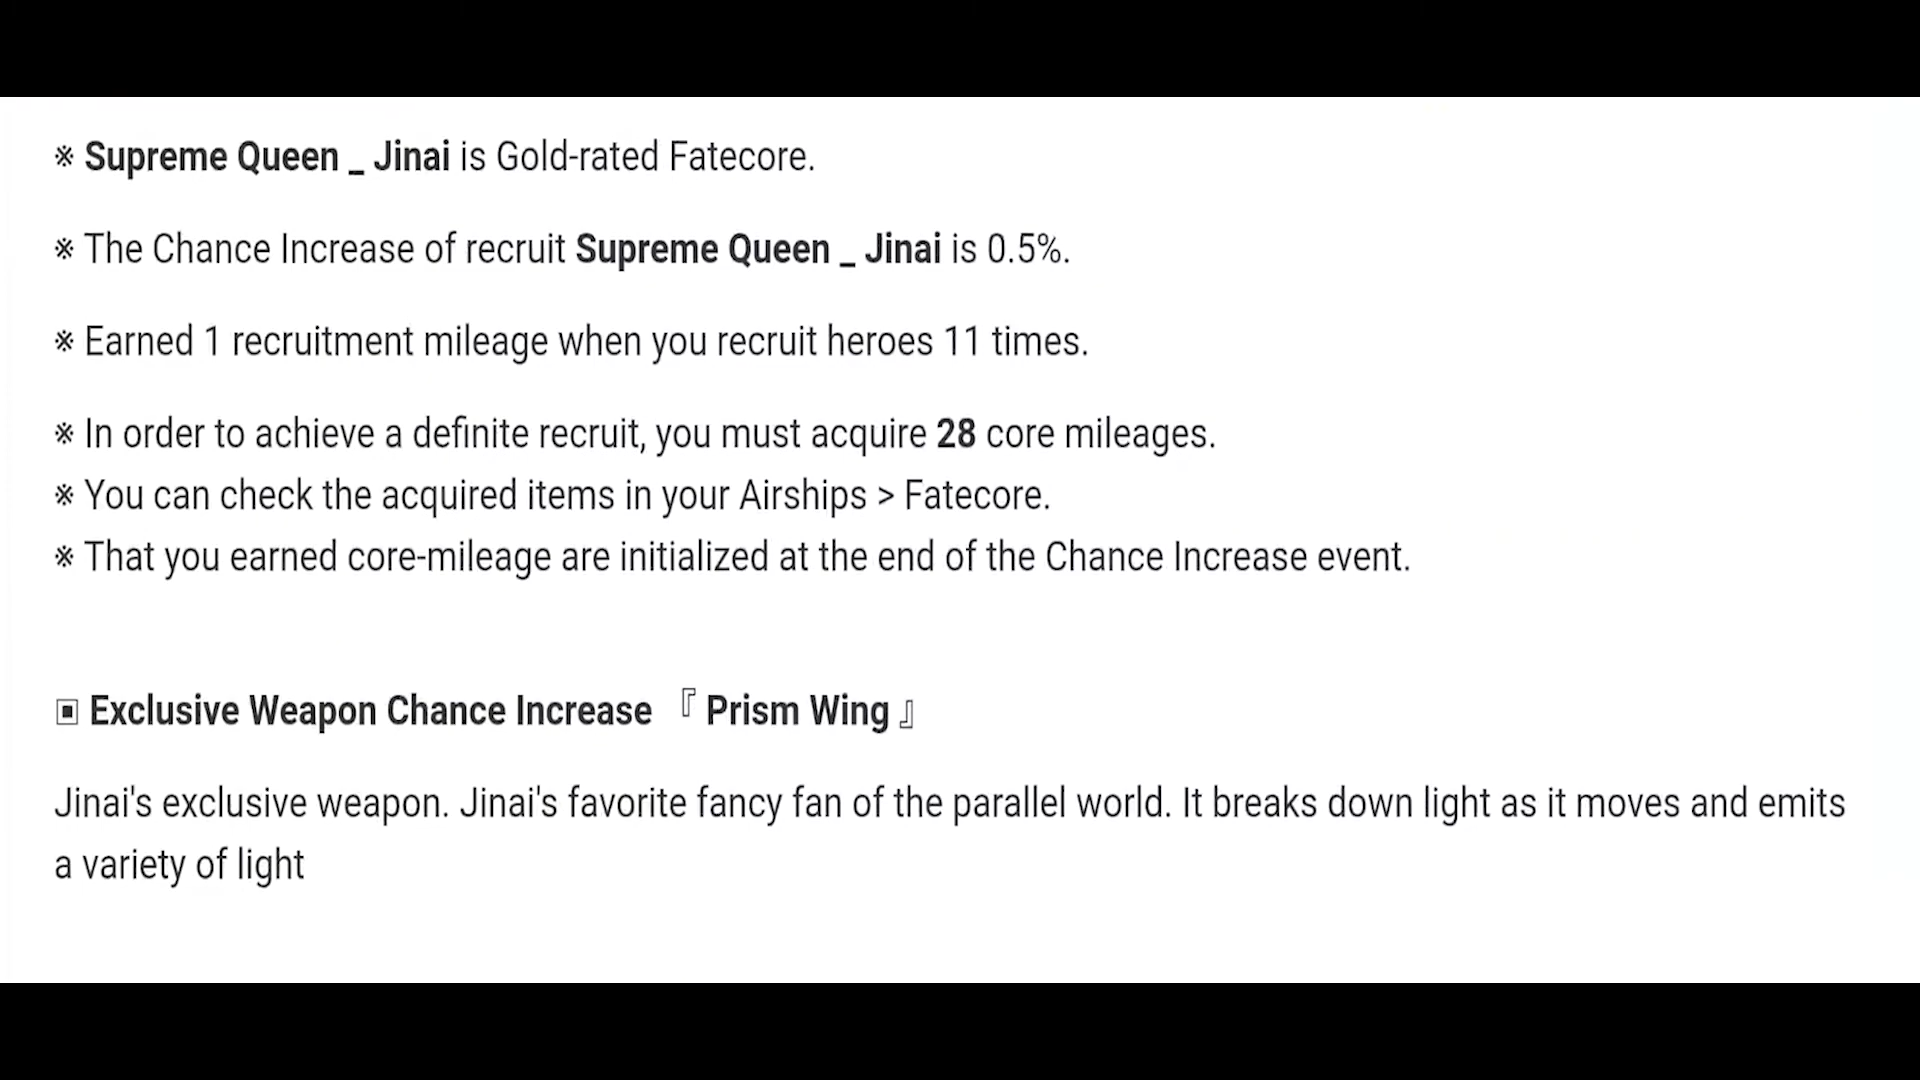 ※ Supreme Queen _ Jinai is Gold-rated Fatecore.
※ The Chance Increase of recruit Supreme Queen _ Jinai is 0.5%.
※ Earned 1 recruitment mileage when you recruit heroes 11 times.
※ In order to achieve a definite recruit, you must acquire 28 core mileages.
※ You can check the acquired items in your Airships > Fatecore.
※ That you earned core-mileage are initialized at the end of the Chance Increase event.
▣ Exclusive Weapon Chance Increase 『 Prism Wing 』
Jinai's exclusive weapon. Jinai's favorite fancy fan of the parallel world. It breaks down light as it moves and emits
a variety of light